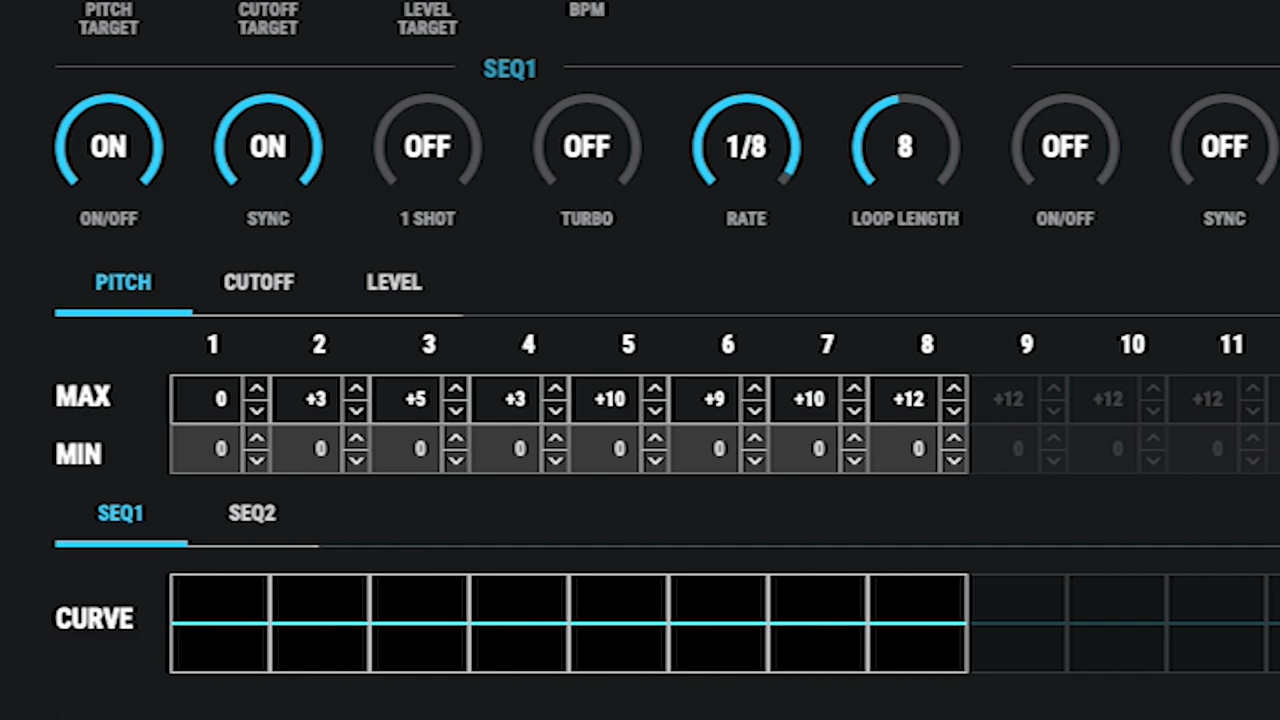 PITCH TARGET CUTOFF TARGET LEVEL TARGET BPM
SEQ1
ON ON OFF OFF 1/8 8 OFF OFF
ON/OFF SYNC 1 SHOT TURBO RATE LOOP LENGTH ON/OFF SYNC
PITCH CUTOFF LEVEL
1 2 3 4 5 6 7 8 9 10 11
MAX 0 +3 +5 +3 +10 +9 +10 +12 +12 +12 +12
MIN 0 0 0 0 0 0 0 0 0 0 0
SEQ1 SEQ2
CURVE